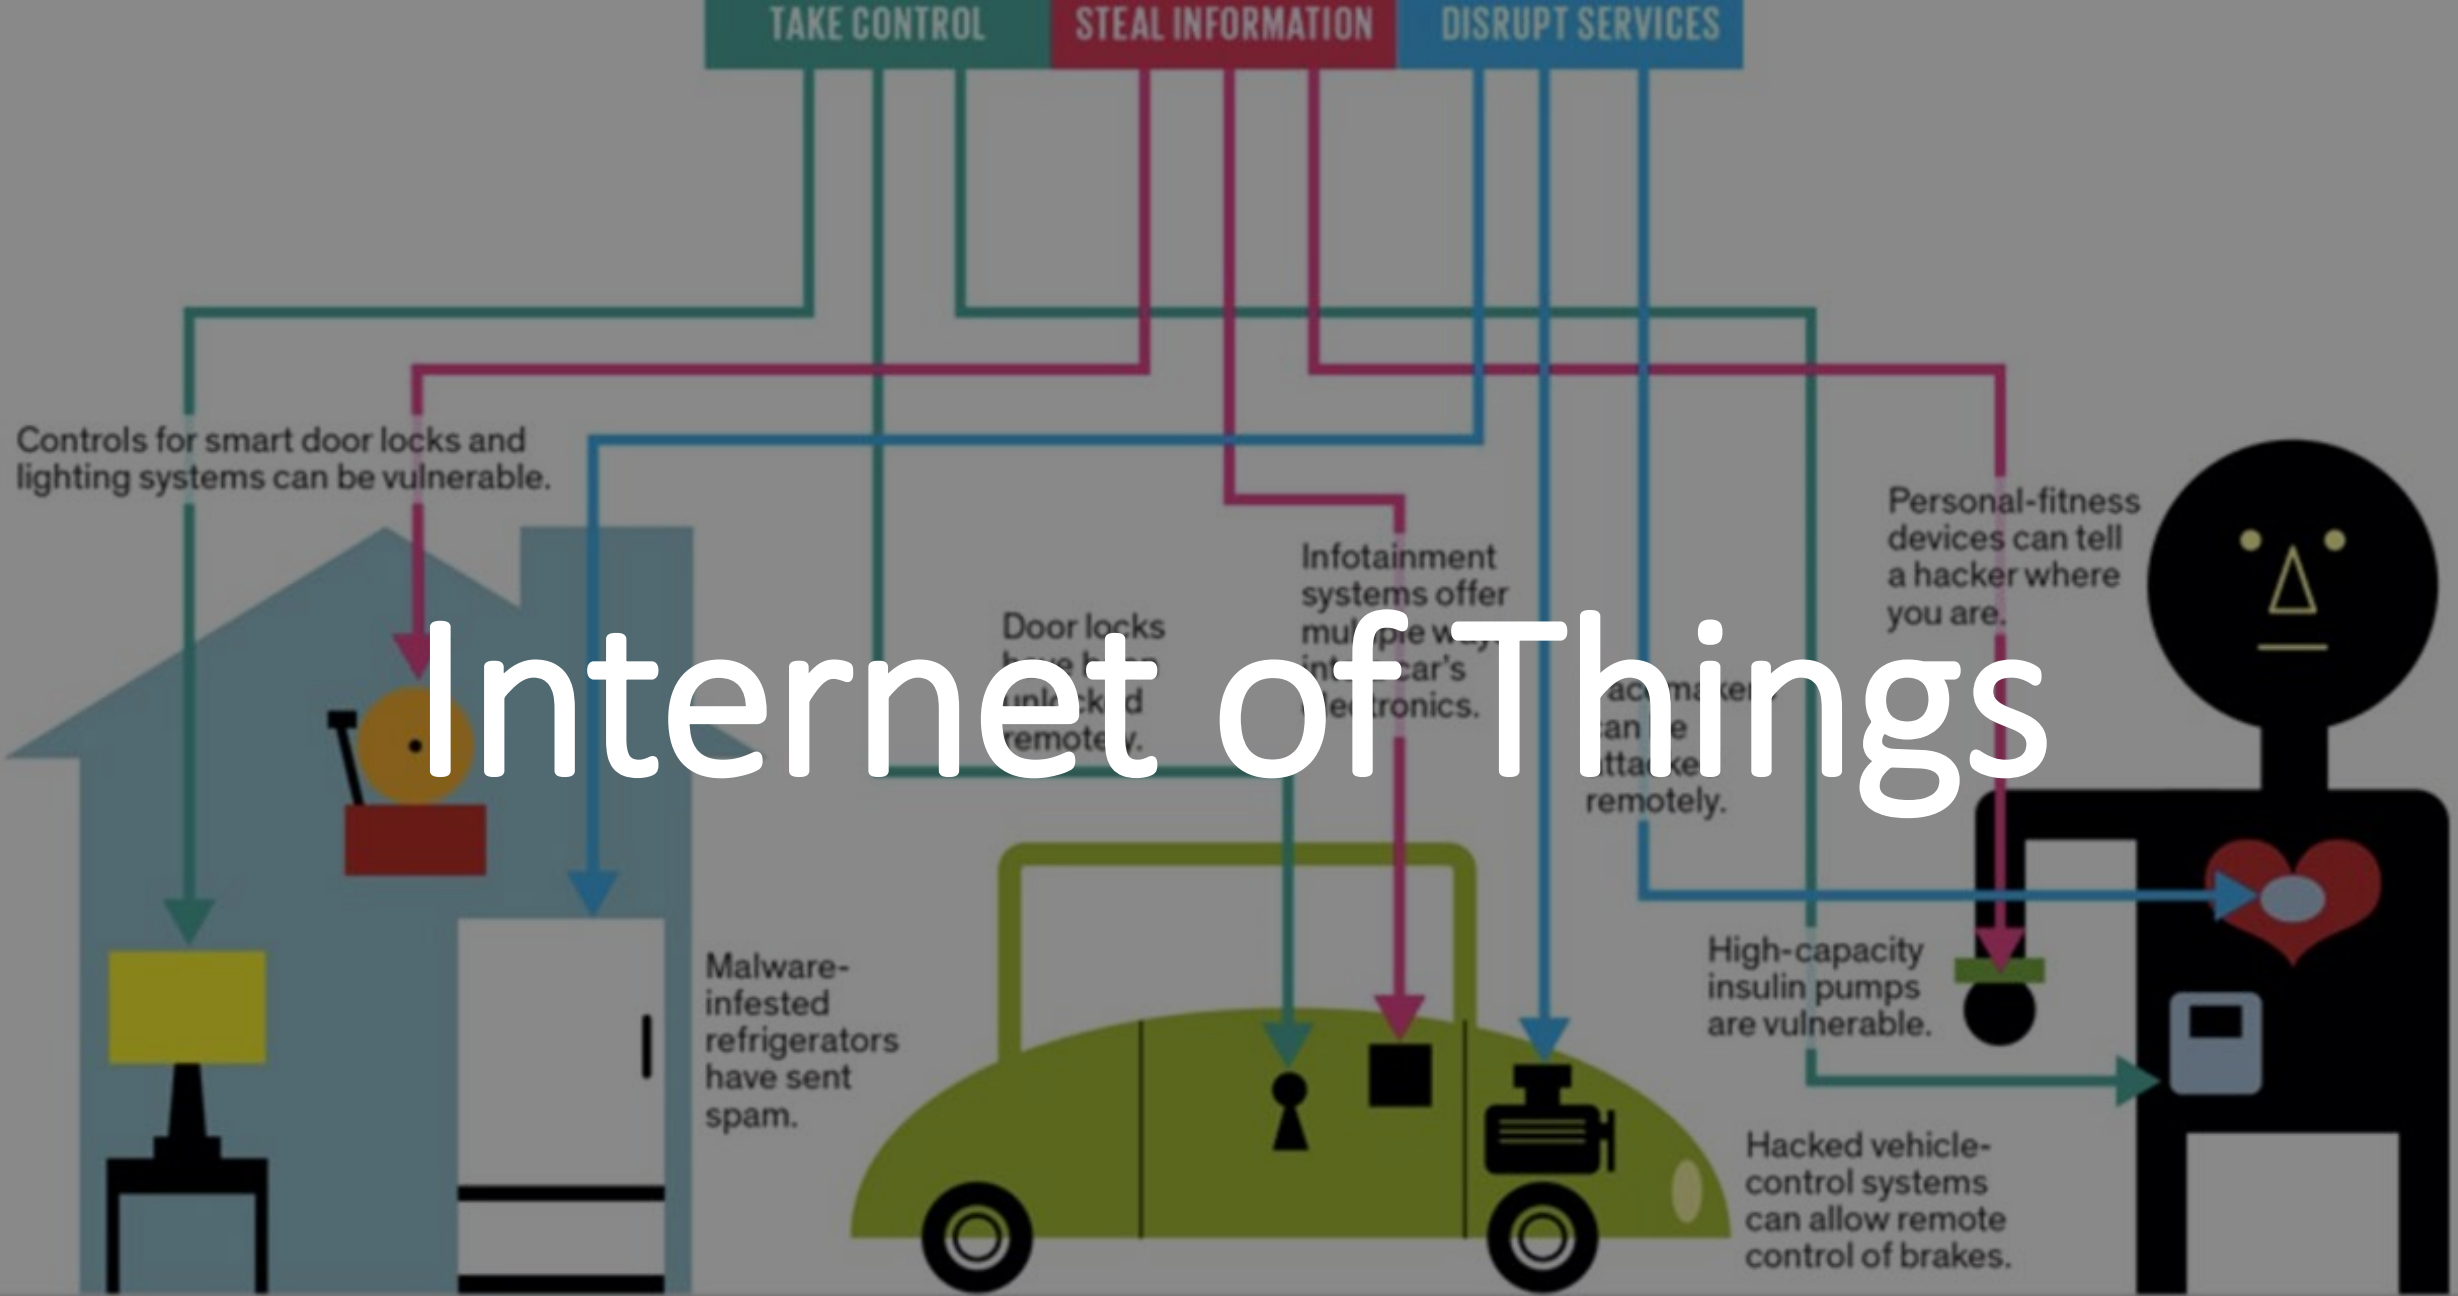 TAKE CONTROL
STEAL INFORMATION
DISRUPT SERVICES
Controls for smart door locks and
lighting systems can be vulnerable.
Personal-fitness
devices can tell
a hacker where
you are.
Infotainment
systems offer
car's
Door locks
remotely.
remotely.
Internet of Things
Malware-
infested
refrigerators
have sent
spam.
High-capacity
insulin pumps
are vulnerable.
Hacked vehicle-
control systems
can allow remote
control of brakes.